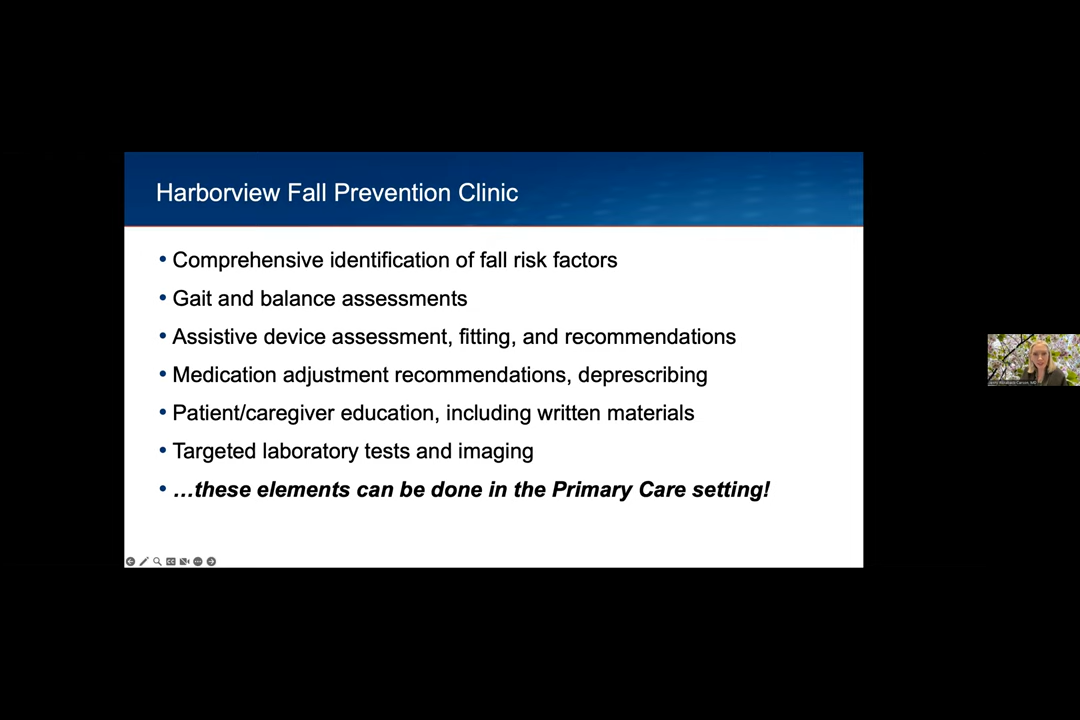 Harborview Fall Prevention Clinic
• Comprehensive identification of fall risk factors
• Gait and balance assessments
• Assistive device assessment, fitting, and recommendations
• Medication adjustment recommendations, deprescribing
• Patient/caregiver education, including written materials
• Targeted laboratory tests and imaging
• …these elements can be done in the Primary Care setting!